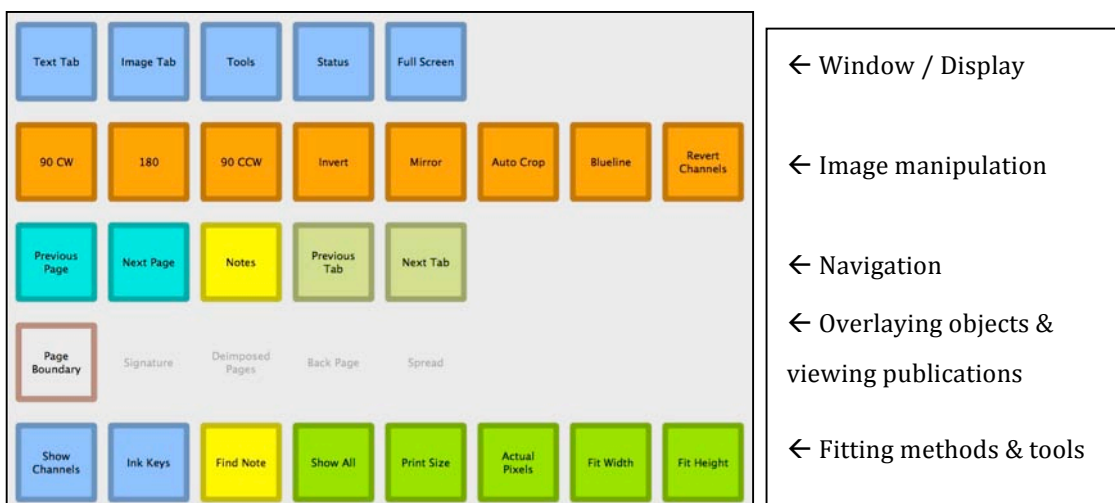 Text Tab Image Tab Tools Status Full Screen
← Window / Display
90 CW 180 90 CCW Invert Mirror Auto Crop Blueline Revert
Channels
← Image manipulation
Previous
Page Next Page Notes Previous
Tab Next Tab
← Navigation
Page
Boundary Signature Deimposed
Pages Back Page Spread
← Overlaying objects &
viewing publications
Show
Channels Ink Keys Find Note Show All Print Size Actual
Pixels Fit Width Fit Height
← Fitting methods & tools